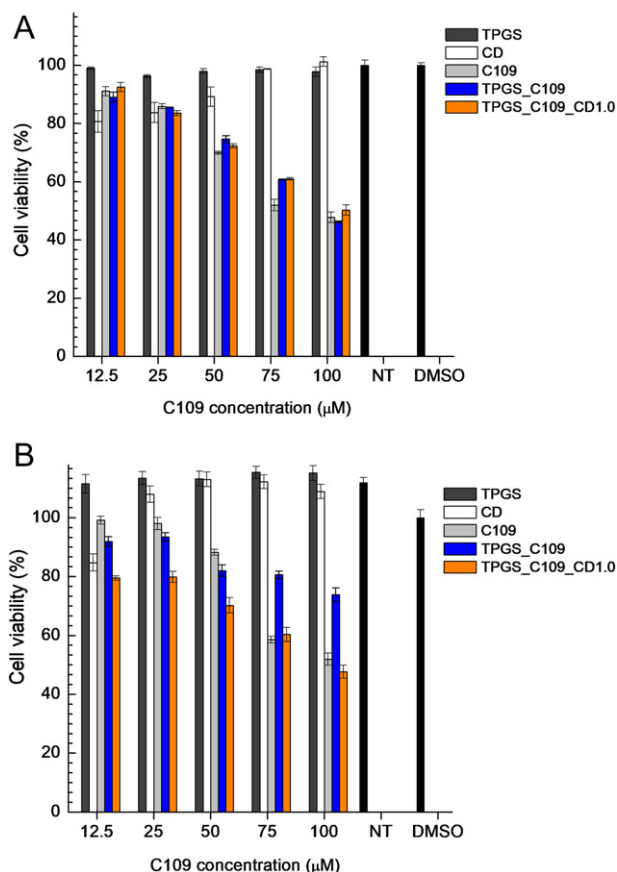 A
TPGS
CD
C109
TPGS_C109
TPGS_C109_CD1.0
100
80
60
40
20
0
Cell viability (%)
12.5 25 50 75 100 NT DMSO
C109 concentration (μM)
B
TPGS
CD
C109
TPGS_C109
TPGS_C109_CD1.0
100
80
60
40
20
0
Cell viability (%)
12.5 25 50 75 100 NT DMSO
C109 concentration (μM)